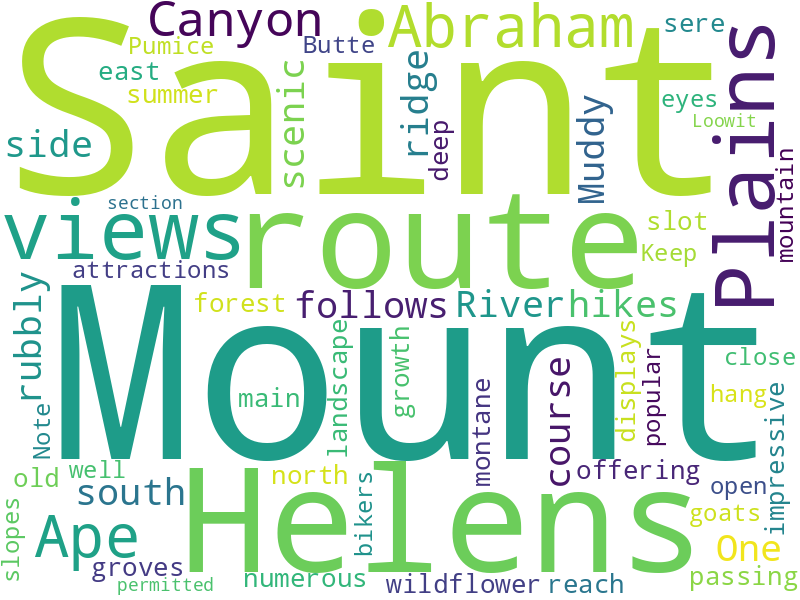 Canyon
Abraham
sere
Pumice
Butte
east
summer
scenic
ridge
deep
Muddy
eyes
Loowit
Plains
mountain
side
Saint
section
views
route
slot
Keep
attractions
rubbly
forest
follows
River
hikes
Mount
landscape
growth
main
displays
popular
close
hang
impressive
Note
montane
course
offering
open
old
well
south
north
Helens
slopes
Ape
bikers
goats
One
groves
permitted
numerous
wildflower
reach
passing